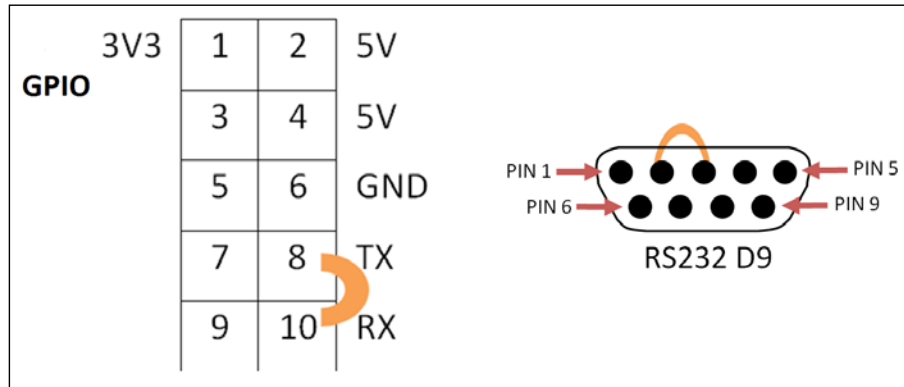 3V3 1 2 5V
GPIO
3 4 5V
5 6 GND
7 8 TX
9 10 RX
PIN 1 PIN 5
PIN 6 PIN 9
RS232 D9